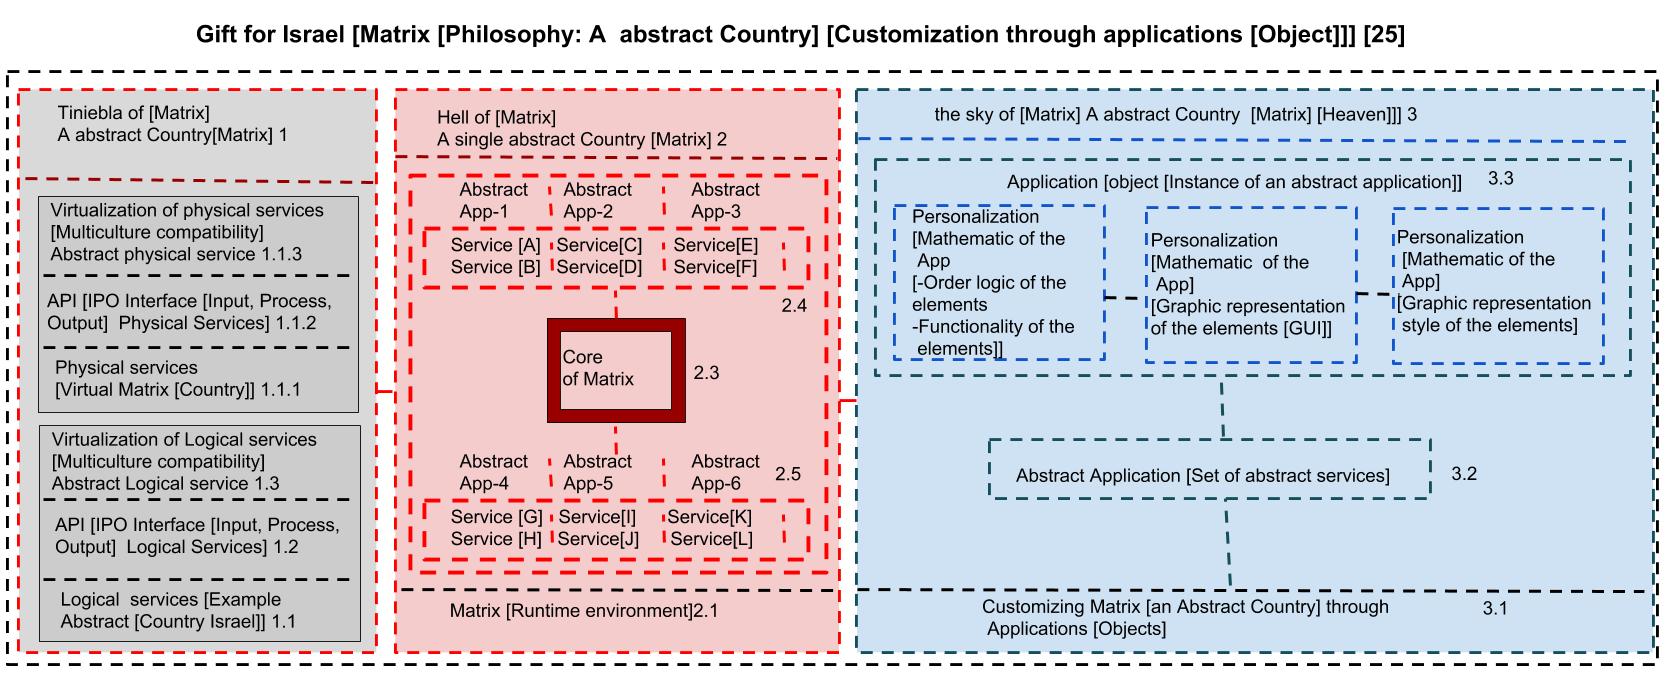 Gift for Israel [Matrix [Philosophy: A  abstract Country] [Customization through applications [Object]]] [25]
Tiniebla of [Matrix]
A abstract Country[Matrix] 1
Virtualization of physical services
[Multiculture compatibility]
Abstract physical service 1.1.3
API [IPO Interface [Input, Process,
Output]  Physical Services] 1.1.2
Physical services
[Virtual Matrix [Country]] 1.1.1
Virtualization of Logical services
[Multiculture compatibility]
Abstract Logical service 1.3
API [IPO Interface [Input, Process,
Output]  Logical Services] 1.2
Logical  services [Example
Abstract [Country Israel]] 1.1
Hell of [Matrix]
A single abstract Country [Matrix] 2
Abstract Abstract Abstract
App-1 App-2 App-3
Service [A] Service[C] Service[E]
Service [B] Service[D] Service[F]
2.4
Core
of Matrix
2.3
Abstract Abstract Abstract
App-4 App-5 App-6
2.5
Service [G] Service[I] Service[K]
Service [H] Service[J] Service[L]
Matrix [Runtime environment]2.1
the sky of [Matrix] A abstract Country  [Matrix] [Heaven]]] 3
Application [object [Instance of an abstract application]] 3.3
Personalization
[Mathematic of the
App
[-Order logic of the
elements
-Functionality of the
elements]]
Personalization
[Mathematic  of the
App]
[Graphic representation
of the elements [GUI]]
Personalization
[Mathematic of the
App]
[Graphic representation
style of the elements]
Abstract Application [Set of abstract services] 3.2
Customizing Matrix [an Abstract Country] through 3.1
Applications [Objects]